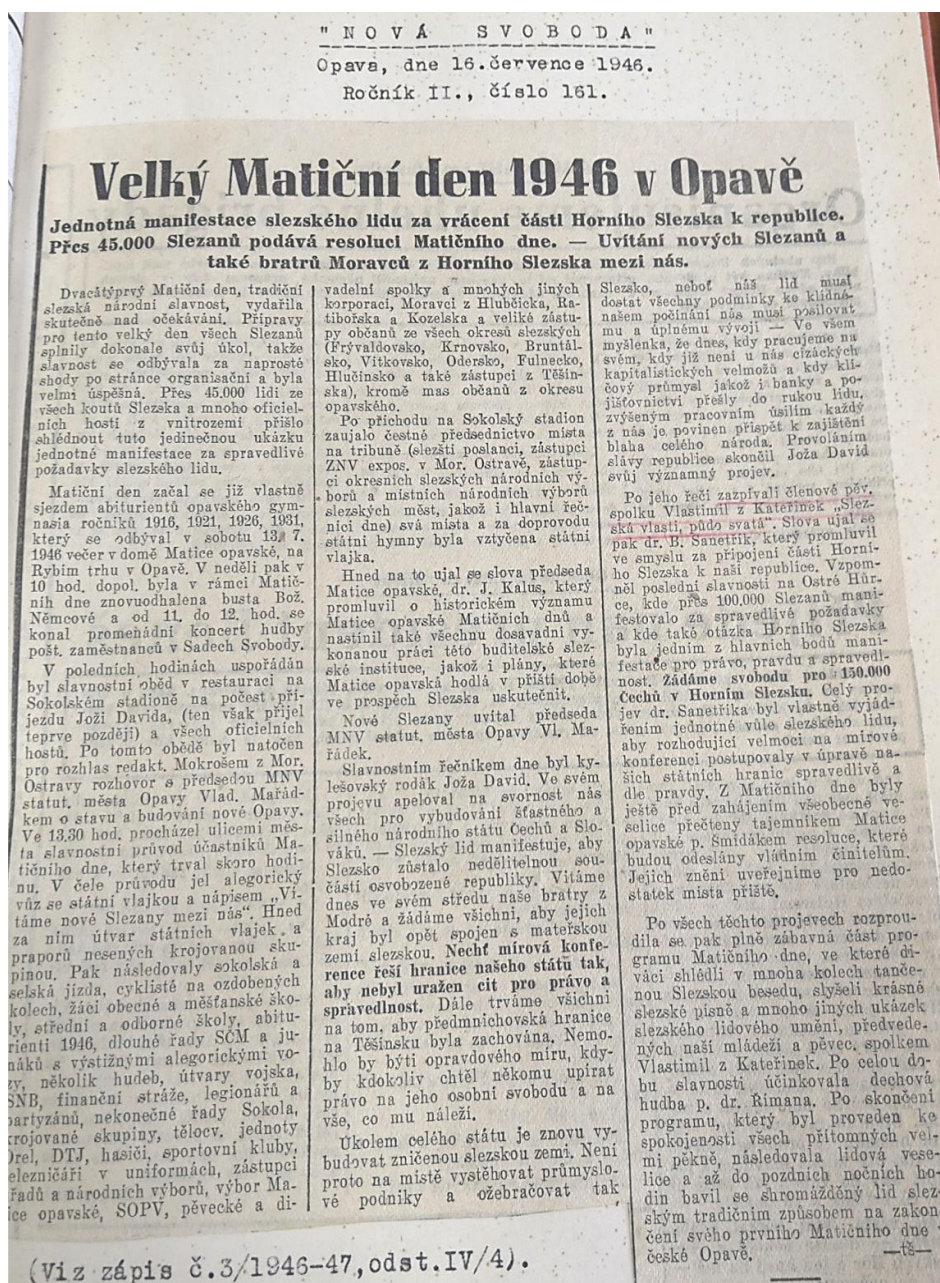 "NOVÁ SVOBODA"
Opava, dne 16.července 1946.
Ročník II., číslo 161.
Velký Matiční den 1946 v Opavě
Jednotná manifestace slezského lidu za vrácení části Horního Slezska k republice.
Přes 45.000 Slezanů podává resoluci Matičního dne. — Uvítání nových Slezanů a
také bratrů Moravců z Horního Slezska mezi nás.
Dvacátýprvý Matiční den, tradiční
slezská národní slavnost, vydařila
skutečně nad očekávání. Přípravy
pro tento velký den všech Slezanů
splnily dokonale svůj úkol, takže
slavnost se odbývala za naprosté
shody po stránce organisační a byla
velmi úspěšná. Přes 45.000 lidí ze
všech koutů Slezska a mnoho oficiel-
ních hostí z vnitrozemí přišlo
shlédnout tuto jedinečnou ukázku
jednotné manifestace za spravedlivé
požadavky slezského lidu.
Matiční den začal se již vlastně
sjezdem abiturientů opavského gym-
nasia ročníků 1916, 1921, 1926, 1931,
který se odbýval v sobotu 13. 7.
1946 večer v domě Matice opavské, na
Rybím trhu v Opavě. V neděli pak v
10 hod. dopol. byla v rámci Matič-
ních dne znovuodhalena busta Bož.
Němcové a od 11. do 12. hod. se
konal promenádní koncert hudby
pošt. zaměstnanců v Sadech Svobody.
V poledních hodinách uspořádán
byl slavnostní oběd v restauraci na
Sokolském stadioně na počest pří-
jezdu Joži Davida, (ten však přijel
teprve později) a všech oficielních
hostů. Po tomto obědě byl natočen
pro rozhlas redakt. Mokrošem z Mor.
Ostravy rozhovor s předsedou MNV
statut. města Opavy Vlad. Mařád-
kem o stavu a budování nové Opavy.
Ve 13,30 hod. procházel ulicemi měs-
ta slavnostní průvod účastníků Ma-
tičního dne, který trval skoro hodi-
nu. V čele průvodu jel alegorický
vůz se státní vlajkou a nápisem „Ví-
táme nové Slezany mezi nás“. Hned
za ním útvar státních vlajek a
praporů nesených krojovanou sku-
pinou. Pak následovaly sokolská a
selská jízda, cyklisté na ozdobených
kolech, žáci obecné a měšťanské ško-
ly, střední a odborné školy, abitu-
rienti 1946, dlouhé řady SČM a ju-
náků s výstižnými alegorickými vo-
zy, několik hudeb, útvary vojska,
SNB, finanční stráže, legionářů a
partyzánů, nekonečné řady Sokola,
krojované skupiny, tělocv. jednoty
Orel, DTJ, hasiči, sportovní kluby,
železničáři v uniformách, zástupci
řadů a národních výborů, výbor Ma-
ice opavské, SOPV, pěvecké a di-
vadelní spolky a mnohých jiných
korporací, Moravci z Hlubčicka, Ra-
tibořska a Kozelska a veliké zástu-
py občanů ze všech okresů slezských
(Frývaldovsko, Krnovsko, Bruntál-
sko, Vítkovsko, Odersko, Fulnecko,
Hlučínsko a také zástupci z Těšín-
ska), kromě mas občanů z okresu
opavského.
Po příchodu na Sokolský stadion
zaujalo čestné předsednictvo místa
na tribuně (slezští poslanci, zástupci
ZNV expos. v Mor. Ostravě, zástup-
ci okresních slezských národních vý-
borů a místních národních výborů
slezských měst, jakož i hlavní řeč-
níci dne) svá místa a za doprovodu
státní hymny byla vztyčena státní
vlajka.
Hned na to ujal se slova předseda
Matice opavské, dr. J. Kalus, který
promluvil o historickém významu
Matice opavské Matičních dnů a
nastínil také všechnu dosavadní vy-
konanou práci této buditelské slez-
ské instituce, jakož i plány, které
Matice opavská hodlá v příští době
ve prospěch Slezska uskutečnit.
Nové Slezany uvítal předseda
MNV statut. města Opavy Vl. Ma-
řádek.
Slavnostním řečníkem dne byl ky-
lešovský rodák Joža David. Ve svém
projevu apeloval na svornost nás
všech pro vybudování šťastného a
silného národního státu Čechů a Slo-
váků. — Slezský lid manifestuje, aby
Slezsko zůstalo nedělitelnou sou-
částí osvobozené republiky. Vítáme
dnes ve svém středu naše bratry z
Modré a žádáme všichni, aby jejich
kraj byl opět spojen s mateřskou
zemí slezskou. Nechť mírová konfe-
rence řeší hranice našeho státu tak,
aby nebyl uražen cit pro právo a
spravedlnost. Dále trváme všichni
na tom, aby předmnichovská hranice
na Těšínsku byla zachována. Nemo-
hlo by býti opravdového míru, kdy-
by kdokoliv chtěl někomu upírat
právo na jeho osobní svobodu a na
vše, co mu náleží.
Úkolem celého státu je znovu vy-
budovat zničenou slezskou zemi. Není
proto na místě vystěhovat průmyslo-
vé podniky a ožebračovat tak
Slezsko, neboť náš lid musí
dostat všechny podmínky ke kladné-
našem počínání nás musí posilovat
mu a úplnému vývoji — Ve všem
myšlenka, že dnes, kdy pracujeme na
svém, kdy již není u nás cizáckých
kapitalistických velmožů a kdy klí-
čový průmysl jakož i banky a po-
jišťovnictví přešly do rukou lidu,
zvýšeným pracovním úsilím každý
z nás je povinen přispět k zajištění
blaha celého národa. Provoláním
slávy republice skončil Joža David
svůj významný projev.
Po jeho řeči zazpívali členové pěv.
spolku Vlastimil z Kateřinek „Slez-
ská vlasti, půdo svatá“. Slova ujal se
pak dr. B. Sanetřík, který promluvil
ve smyslu za připojení části Horní-
ho Slezska k naší republice. Vzpom-
něl poslední slavnosti na Ostré Hůr-
ce, kde přes 100,000 Slezanů mani-
festovalo za spravedlivé požadavky
a kde také otázka Horního Slezska
byla jedním z hlavních bodů mani-
festace pro právo, pravdu a spravedl-
nost. Žádáme svobodu pro 150.000
Čechů v Horním Slezsku. Celý pro-
jev dr. Sanetříka byl vlastně vyjád-
řením jednotné vůle slezského lidu,
aby rozhodující velmoci na mírové
konferenci postupovaly v úpravě na-
šich státních hranic spravedlivě a
dle pravdy. Z Matičního dne byly
ještě před zahájením všeobecné ve-
selice přečteny tajemníkem Matice
opavské p. Šmídákem resoluce, které
budou odeslány vládním činitelům.
Jejich znění uveřejníme pro nedo-
statek místa příště.
Po všech těchto projevech rozprou-
dila se pak plně zábavná část pro-
gramu Matičního dne, ve které di-
váci shlédli v mnoha kolech tanče-
nou Slezskou besedu, slyšeli krásné
slezské písně a mnoho jiných ukázek
slezského lidového umění, předvede-
ných naší mládeží a pěvec. spolkem
Vlastimil z Kateřinek. Po celou do-
bu slavnosti účinkovala dechová
hudba p. dr. Římana. Po skončení
programu, který byl proveden ke
spokojenosti všech přítomných vel-
mi pěkně, následovala lidová vese-
lice a až do pozdních nočních ho-
din bavil se shromážděný lid slez-
ským tradičním způsobem na zakon-
čení svého prvního Matičního dne v
české Opavě. —tš—
(Viz zápis č.3/1946-47,odst.IV/4).